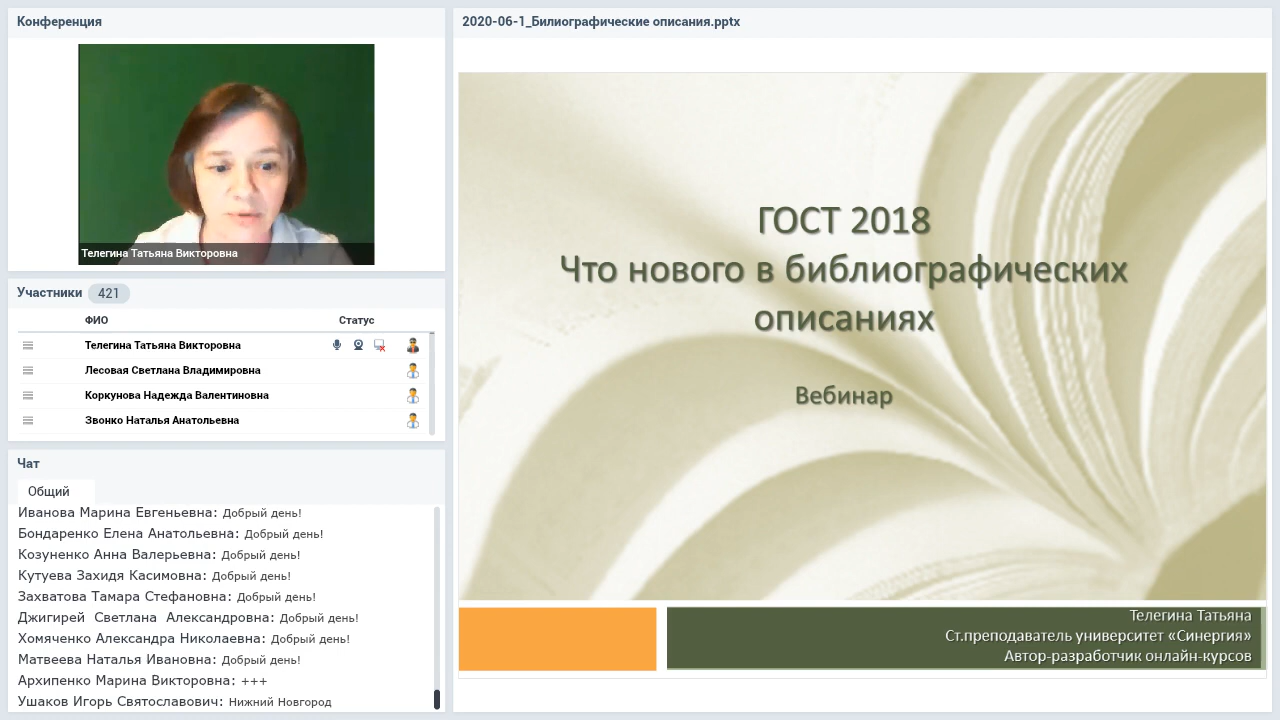 Конференция
Телегина Татьяна Викторовна
Участники 421
ФИО Статус
Телегина Татьяна Викторовна
Лесовая Светлана Владимировна
Коркунова Надежда Валентиновна
Звонко Наталья Анатольевна
Чат
Общий
Иванова Марина Евгеньевна: Добрый день!
Бондаренко Елена Анатольевна: Добрый день!
Козуненко Анна Валерьевна: Добрый день!
Кутуева Захидя Касимовна: Добрый день!
Захватова Тамара Стефановна: Добрый день!
Джигирей Светлана Александровна: Добрый день!
Хомяченко Александра Николаевна: Добрый день!
Матвеева Наталья Ивановна: Добрый день!
Архипенко Марина Викторовна: +++
Ушаков Игорь Святославович: Нижний Новгород
2020-06-1_Билиографические описания.pptx
ГОСТ 2018
Что нового в библиографических
описаниях
Вебинар
Телегина Татьяна
Ст.преподаватель университет «Синергия»
Автор-разработчик онлайн-курсов